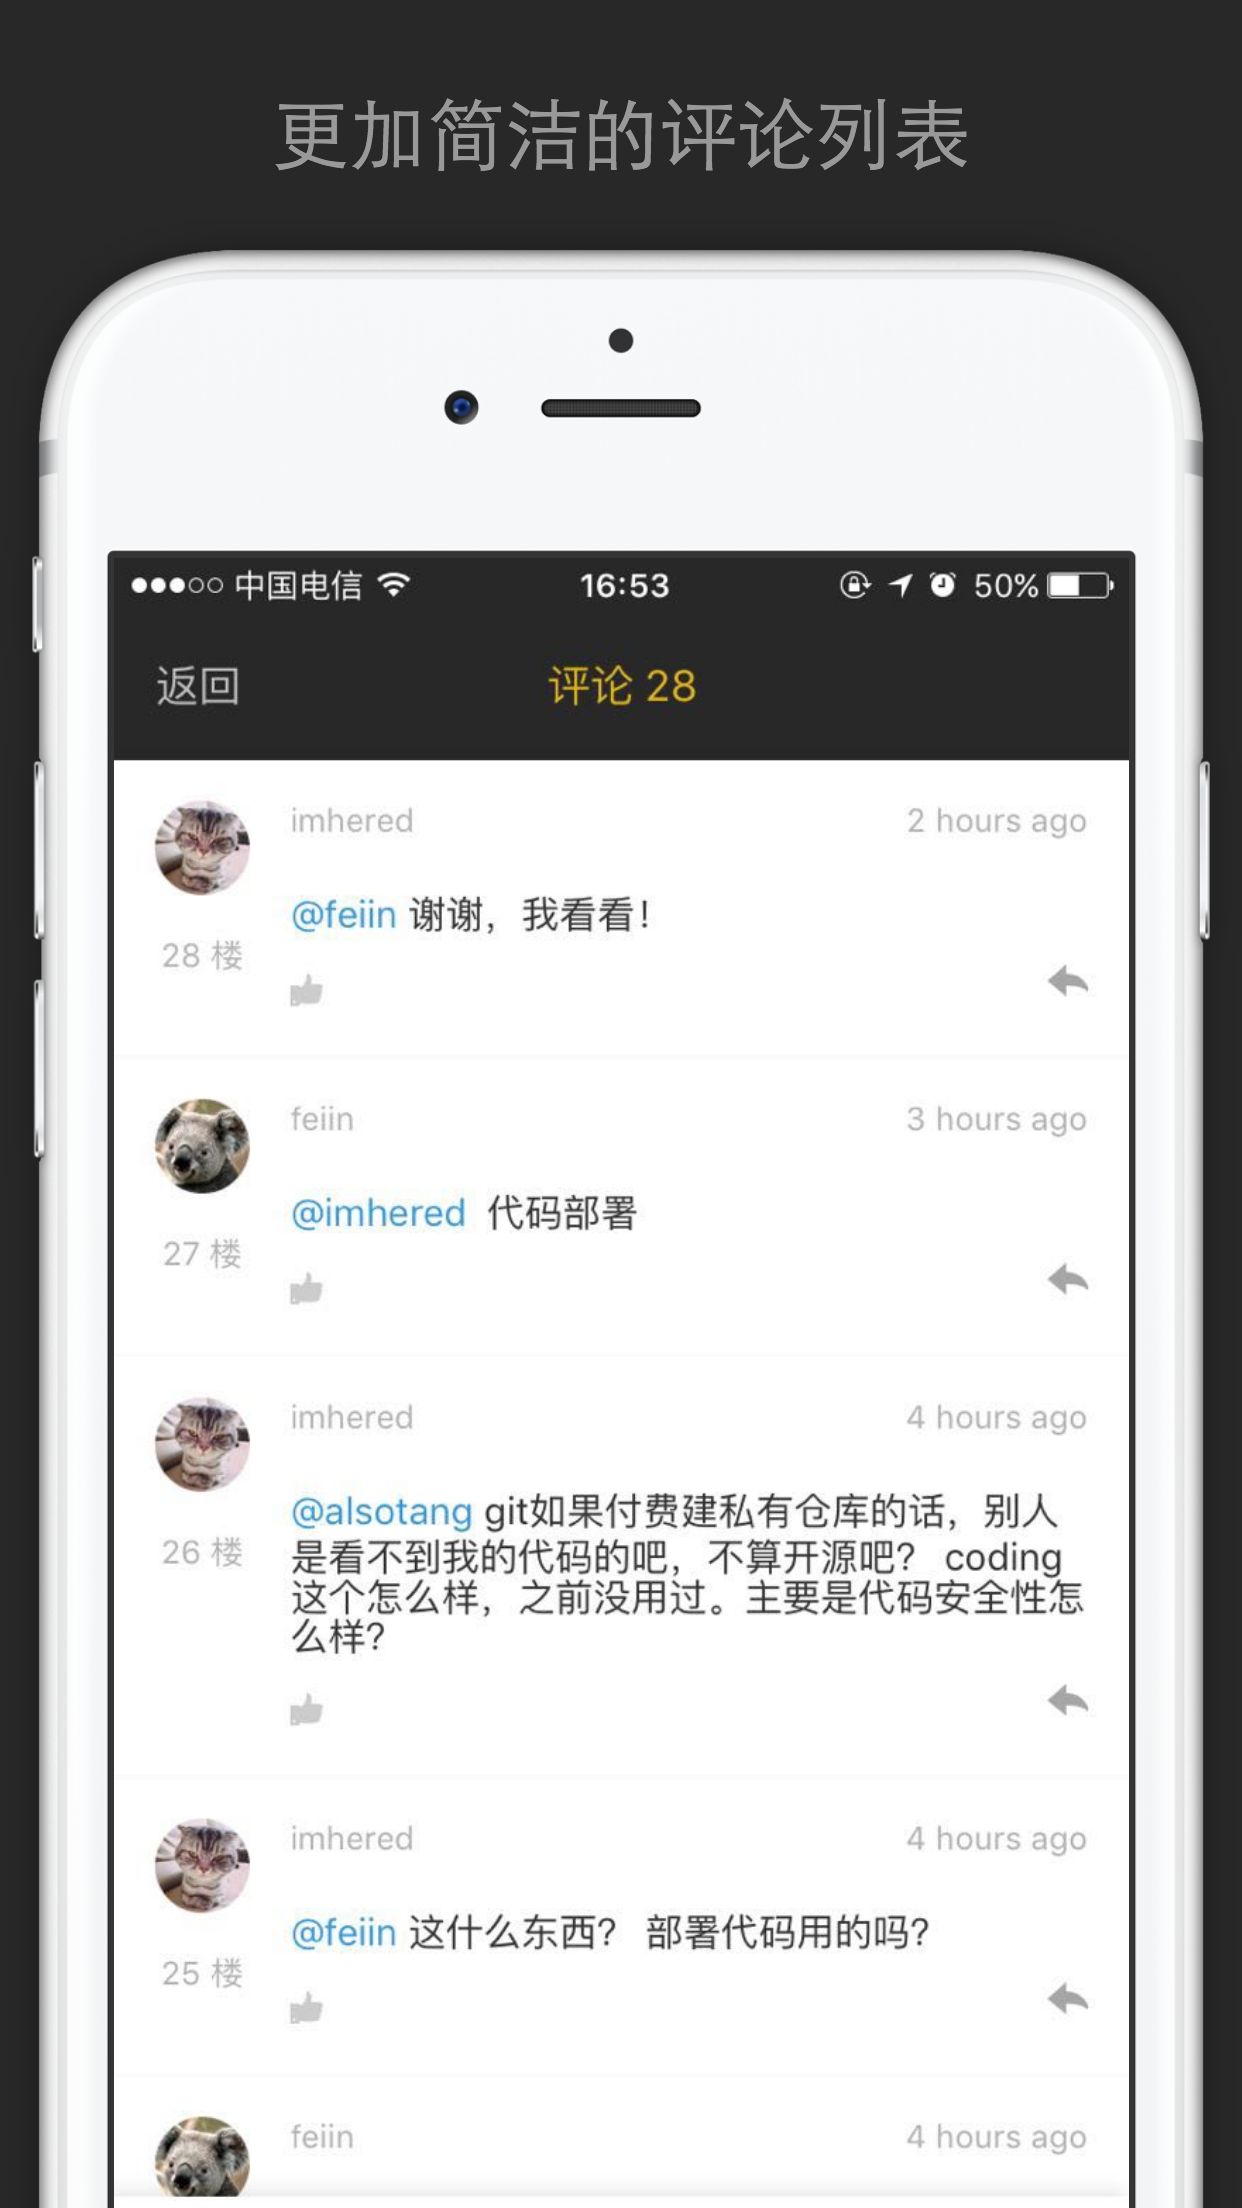 更加简洁的评论列表
中国电信 16:53 50%
返回 评论 28
imhered 2 hours ago
@feiin 谢谢，我看看！
28 楼
feiin 3 hours ago
@imhered 代码部署
27 楼
imhered 4 hours ago
@alsotang git如果付费建私有仓库的话，别人
26 楼
是看不到我的代码的吧，不算开源吧？ coding
这个怎么样，之前没用过。主要是代码安全性怎
么样？
imhered 4 hours ago
@feiin 这什么东西？ 部署代码用的吗？
25 楼
feiin 4 hours ago